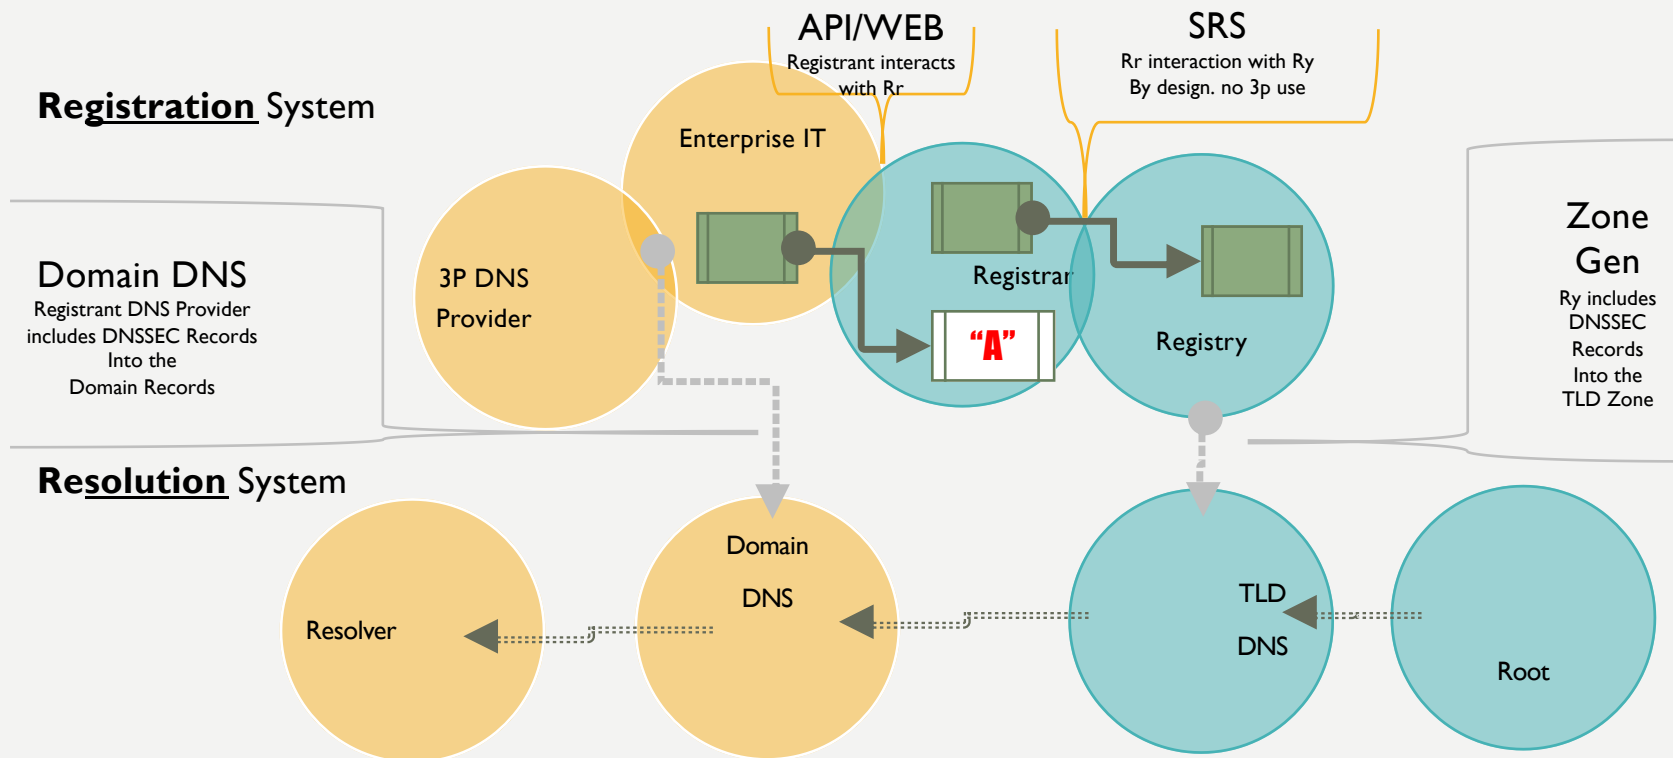 API/WEB
Registrant interacts
with Rr
SRS
Rr interaction with Ry
By design. no 3p use
Registration System
Enterprise IT
3P DNS
Provider
Registrar
“A”
Registry
Domain DNS
Registrant DNS Provider
includes DNSSEC Records
Into the
Domain Records
Zone
Gen
Ry includes
DNSSEC
Records
Into the
TLD Zone
Resolution System
Resolver
Domain
DNS
TLD
DNS
Root